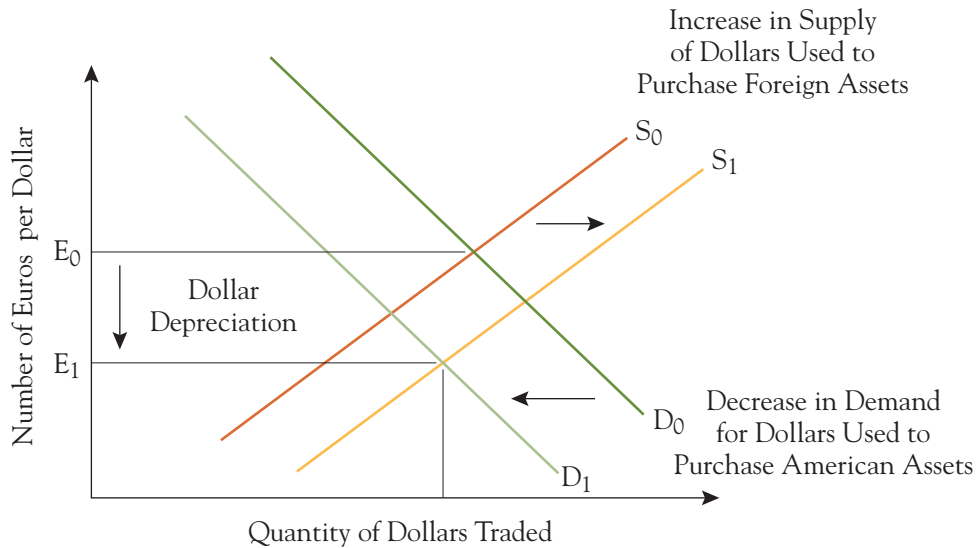 Increase in Supply
of Dollars Used to
Purchase Foreign Assets
S0
S1
Number of Euros per Dollar
E0
Dollar
Depreciation
E1
D0
D1
Decrease in Demand
for Dollars Used to
Purchase American Assets
Quantity of Dollars Traded